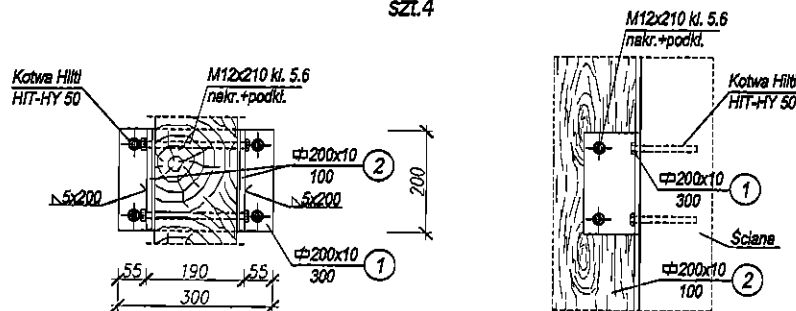 szt.4
M12x210 kl. 5.6
nakr.+podkł.
Kotwa Hilti
HIT-HY 50
200x10
100
2
5x200
5x200
200
200x10
300
1
55
190
55
300
M12x210 kl. 5.6
nakr.+podkł.
Kotwa Hilti
HIT-HY 50
200x10
300
1
Ściana
200x10
100
2